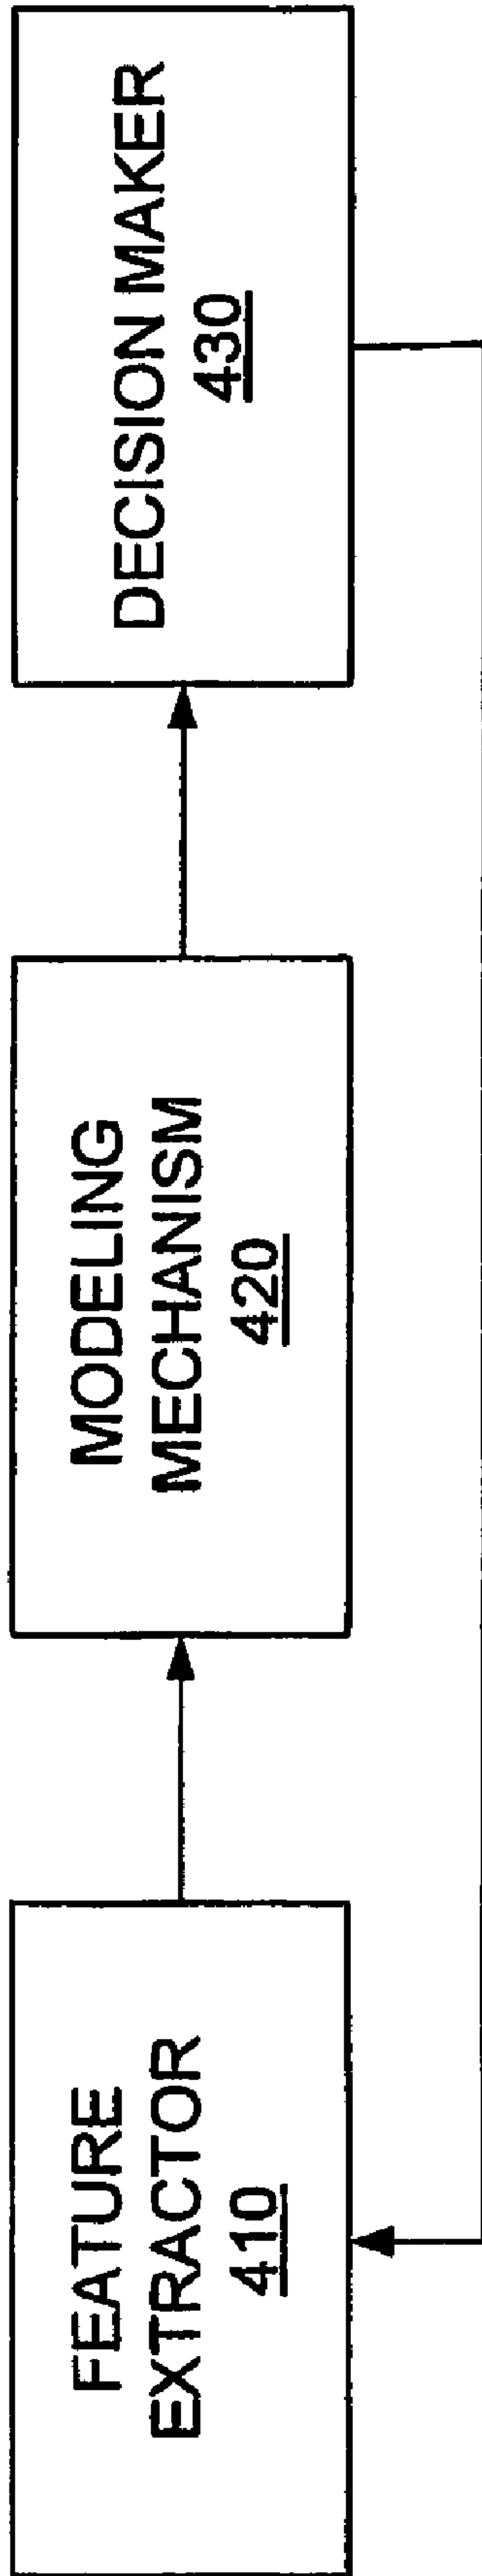 FEATURE
EXTRACTOR
410
MODELING
MECHANISM
420
DECISION MAKER
430